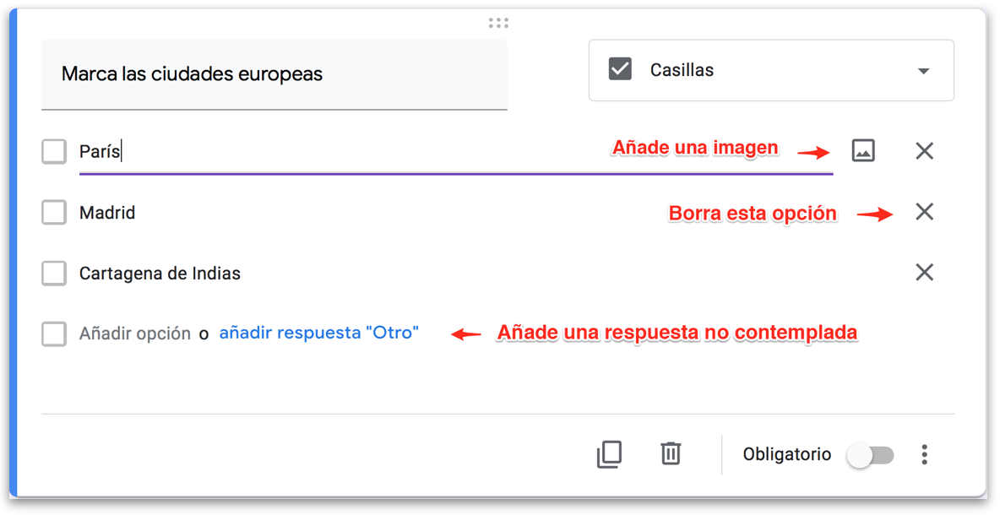 Marca las ciudades europeas
Casillas
París
Añade una imagen
Madrid
Borra esta opción
Cartagena de Indias
Añadir opción o añadir respuesta "Otro"
Añade una respuesta no contemplada
Obligatorio